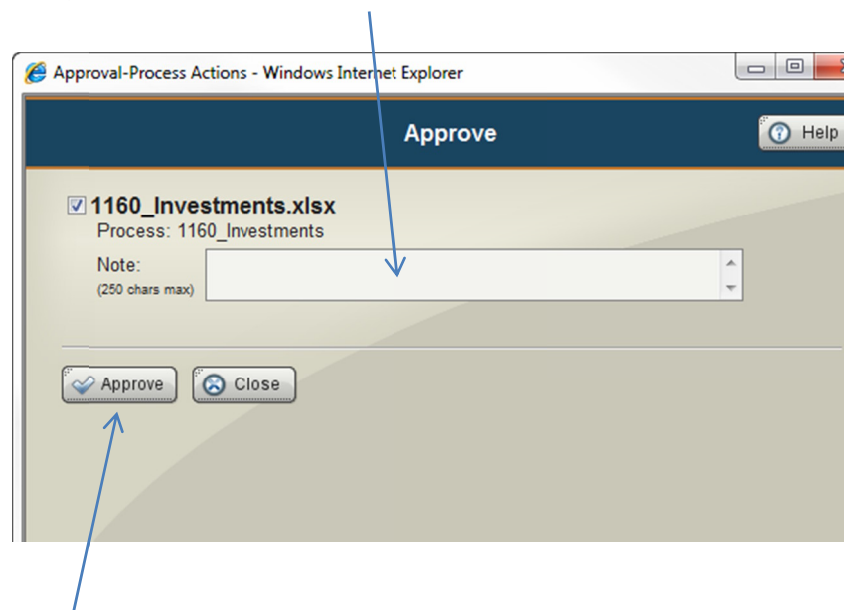 Approval-Process Actions - Windows Internet Explorer
Approve
Help
1160_Investments.xlsx
Process: 1160_Investments
Note:
(250 chars max)
Approve Close